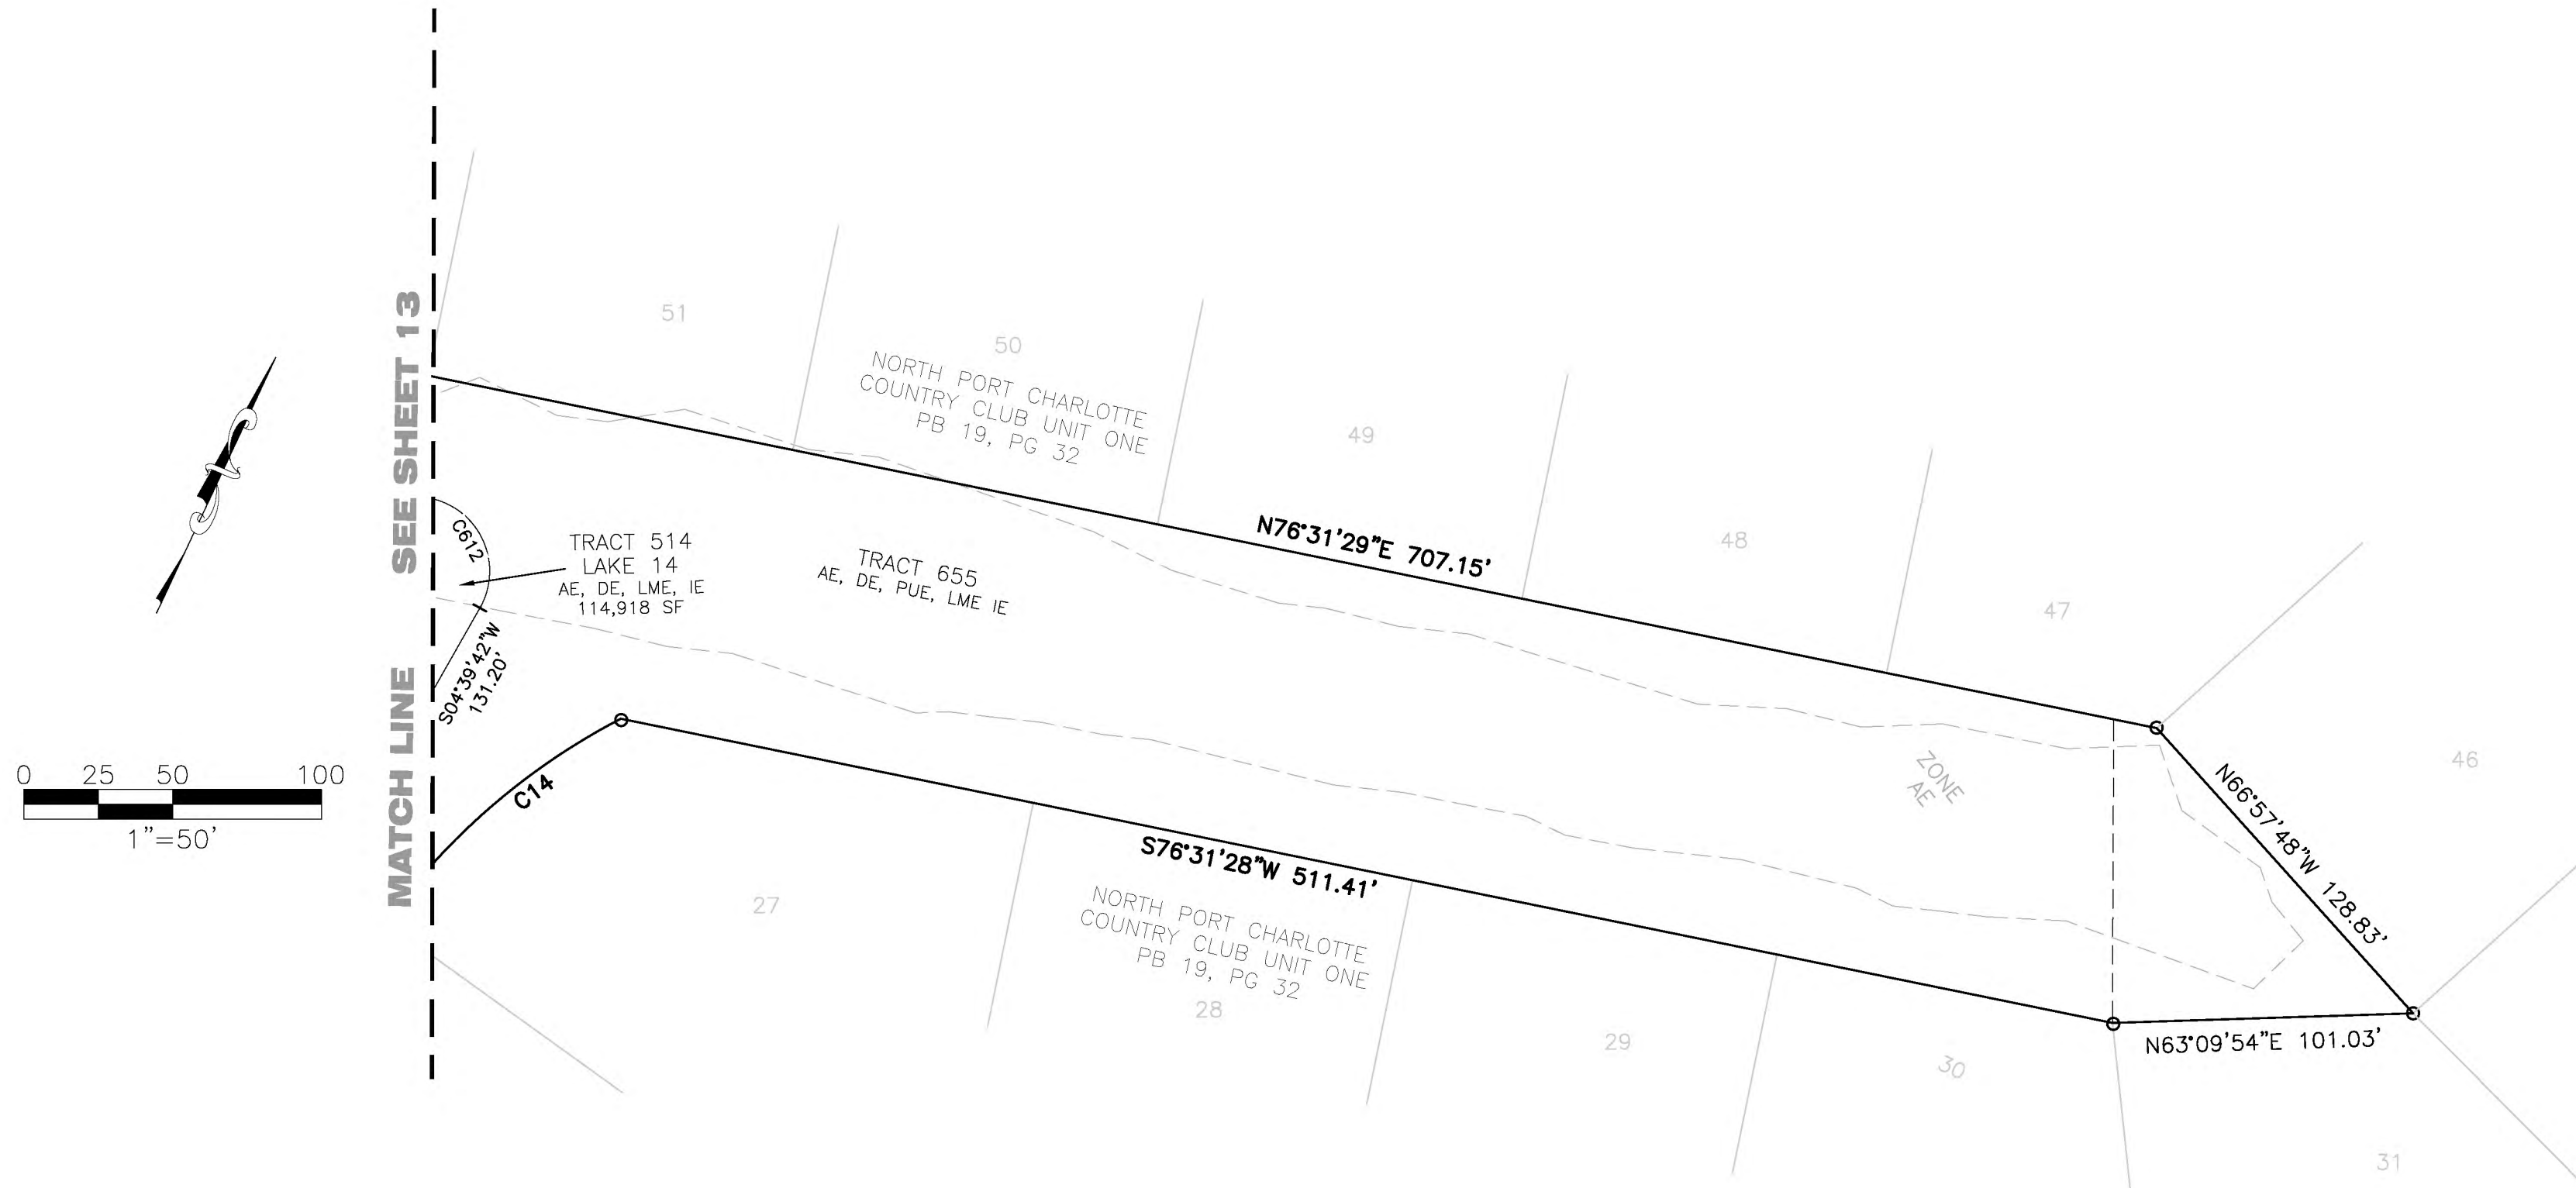 SEE SHEET 13
MATCH LINE
0 25 50 100
1"=50'
51
50
NORTH PORT CHARLOTTE
COUNTRY CLUB UNIT ONE
PB 19, PG 32
49
48
47
46
N76°31'29"E 707.15'
C612
TRACT 514
LAKE 14
AE, DE, LME, IE
114,918 SF
TRACT 655
AE, DE, PUE, LME IE
S04°39'42"W
131.20'
C14
ZONE
AE
N66°57'48"W 128.83'
S76°31'28"W 511.41'
27
NORTH PORT CHARLOTTE
COUNTRY CLUB UNIT ONE
PB 19, PG 32
28
29
30
N63°09'54"E 101.03'
31